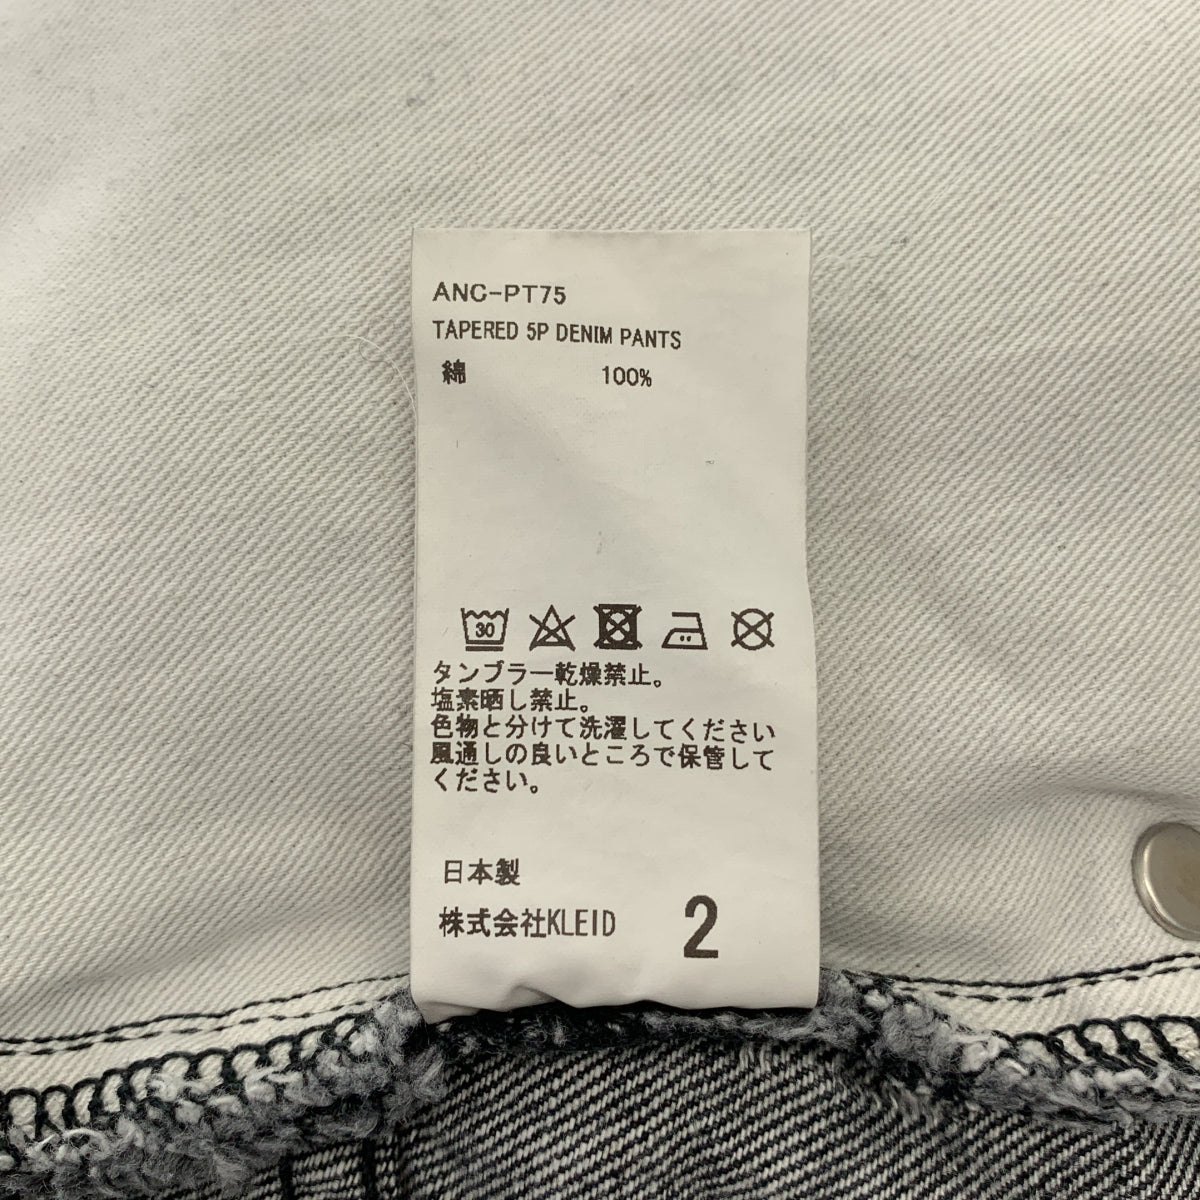 ANC-PT75
TAPERED 5P DENIM PANTS
綿 100%
30
タンブラー乾燥禁止。
塩素晒し禁止。
色物と分けて洗濯してください
風通しの良いところで保管して
ください。
日本製
株式会社KLEID 2